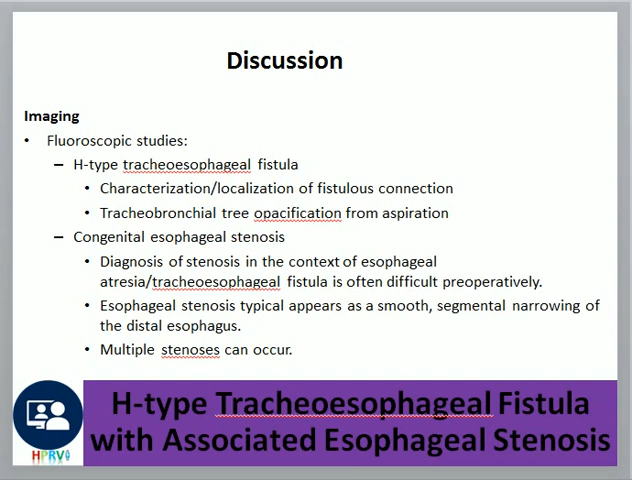 Discussion
Imaging
• Fluoroscopic studies:
– H-type tracheoesophageal fistula
• Characterization/localization of fistulous connection
• Tracheobronchial tree opacification from aspiration
– Congenital esophageal stenosis
• Diagnosis of stenosis in the context of esophageal
atresia/tracheoesophageal fistula is often difficult preoperatively.
• Esophageal stenosis typical appears as a smooth, segmental narrowing of
the distal esophagus.
• Multiple stenoses can occur.
H-type Tracheoesophageal Fistula
with Associated Esophageal Stenosis
HPRV